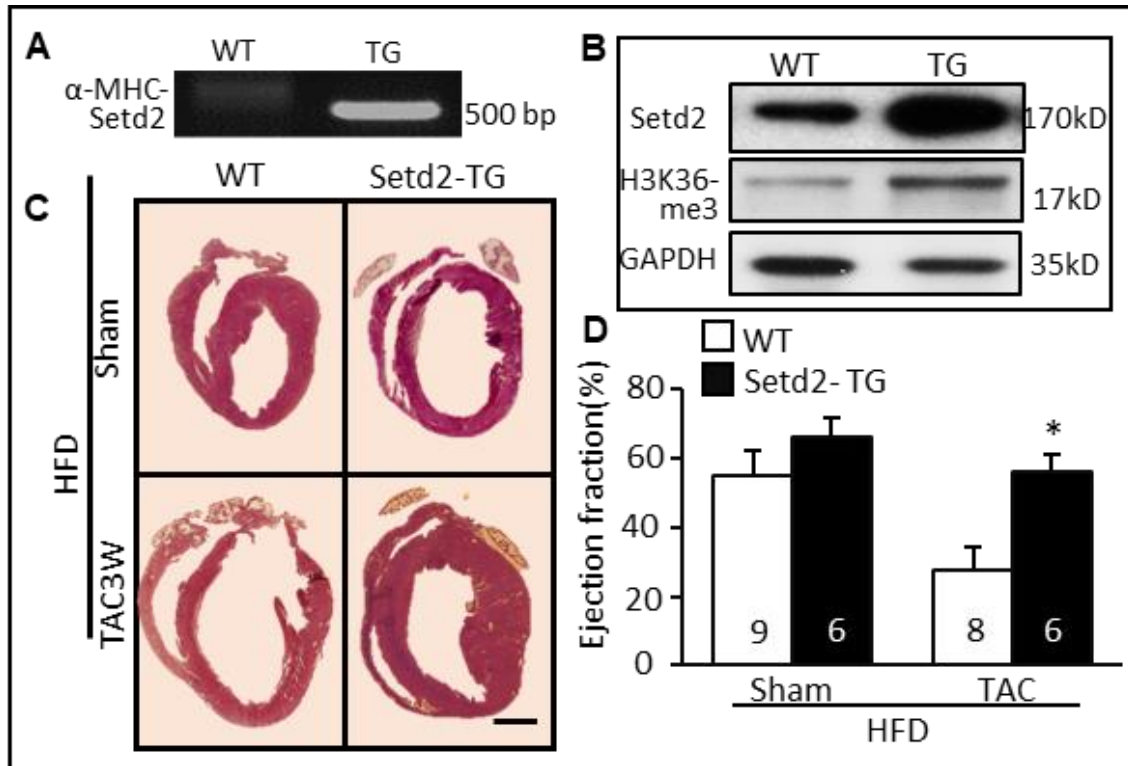 A
WT TG
α-MHC-
Setd2
500 bp
B
WT TG
Setd2
170kD
H3K36-
me3
17kD
GAPDH
35kD
C
WT Setd2-TG
HFD
Sham
TAC3W
D
WT
Setd2- TG
Ejection fraction(%)
80
60
40
20
0
*
9 6 8 6
Sham TAC
HFD